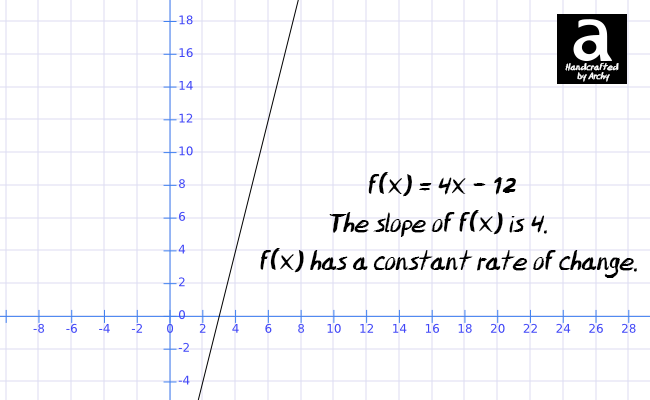 18
16
14
12
10
8
6
4
2
0
-2
-4
-8 -6 -4 -2 0 2 4 6 8 10 12 14 16 18 20 22 24 26 28
a
Handcrafted
by Archy
f(x) = 4x - 12
The slope of f(x) is 4.
f(x) has a constant rate of change.